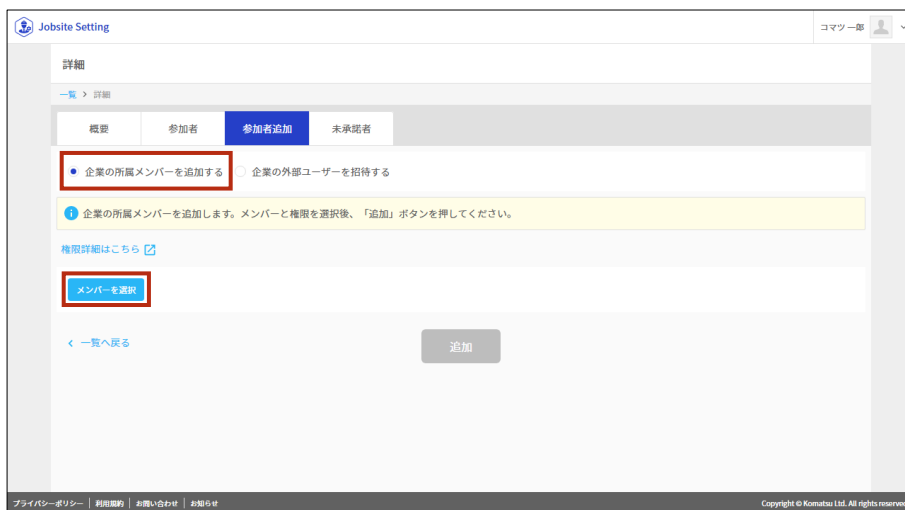 Jobsite Setting
コマツ 一郎
詳細
一覧 > 詳細
概要 参加者 参加者追加 未承諾者
企業の所属メンバーを追加する 企業の外部ユーザーを招待する
企業の所属メンバーを追加します。メンバーと権限を選択後、「追加」ボタンを押してください。
権限詳細はこちら
メンバーを選択
< 一覧へ戻る 追加
プライバシーポリシー | 利用規約 | お問い合わせ | お知らせ Copyright © Komatsu Ltd. All rights reserved